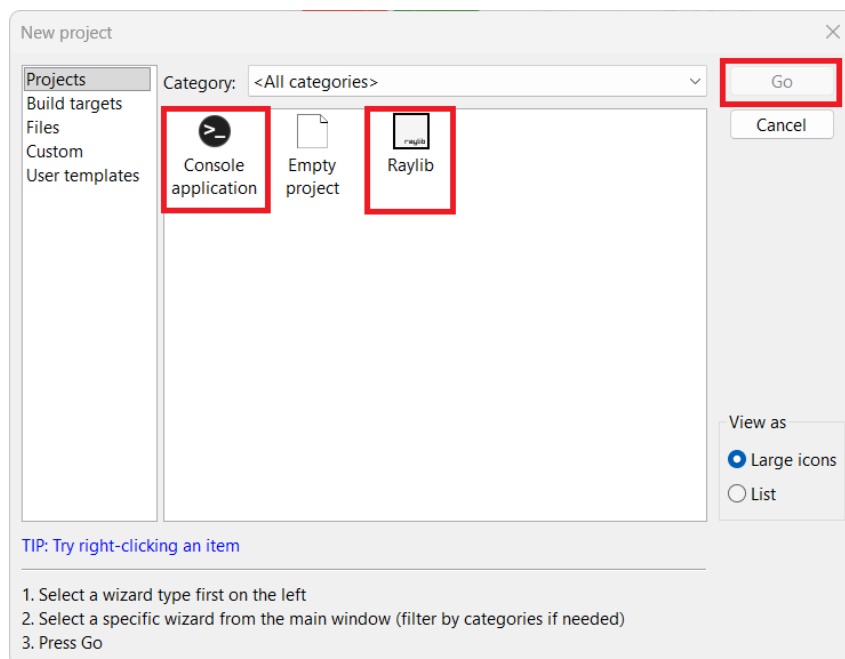 New project
Projects
Build targets
Files
Custom
User templates
Category: <All categories>
Go
Cancel
Console
application
Empty
project
raylib
Raylib
View as
Large icons
List
TIP: Try right-clicking an item
1. Select a wizard type first on the left
2. Select a specific wizard from the main window (filter by categories if needed)
3. Press Go